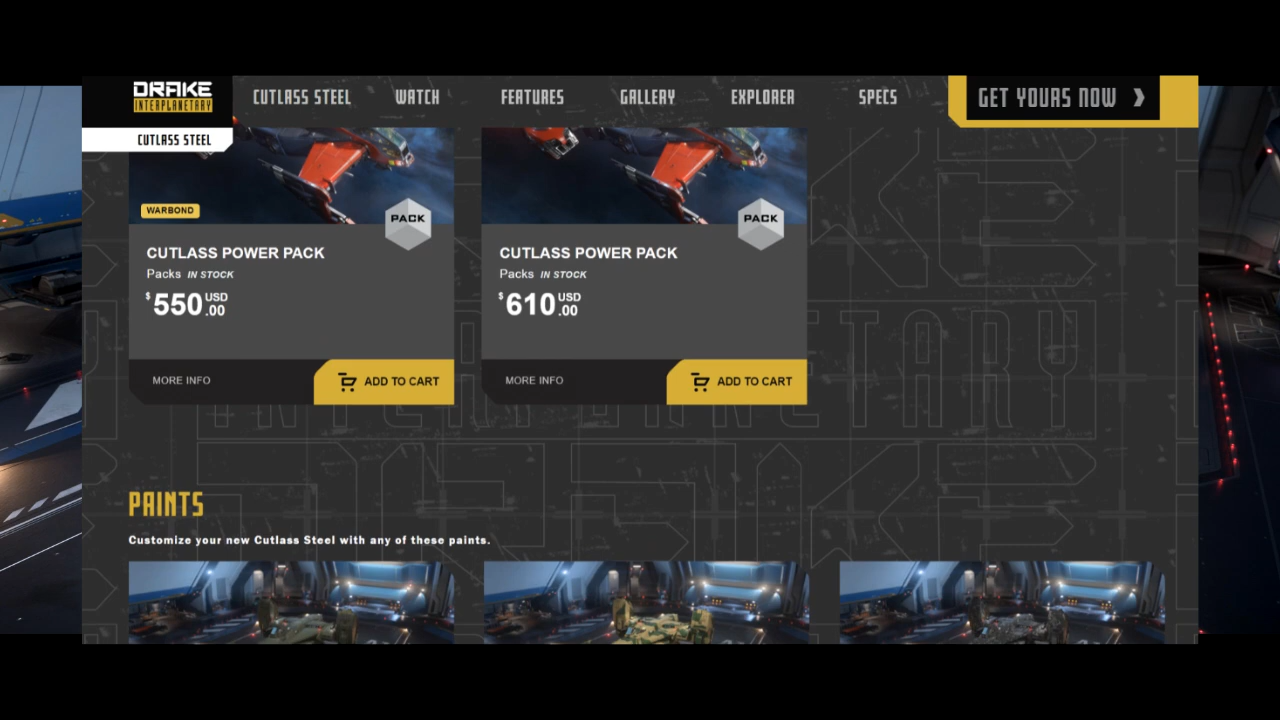 DRAKE
INTERPLANETARY
CUTLASS STEEL
WATCH
FEATURES
GALLERY
EXPLORER
SPECS
GET YOURS NOW
CUTLASS STEEL
WARBOND
PACK
CUTLASS POWER PACK
Packs IN STOCK
$550 USD .00
MORE INFO
ADD TO CART
PACK
CUTLASS POWER PACK
Packs IN STOCK
$610 USD .00
MORE INFO
ADD TO CART
INTERPLANETARY
DRAKE
PAINTS
Customize your new Cutlass Steel with any of these paints.